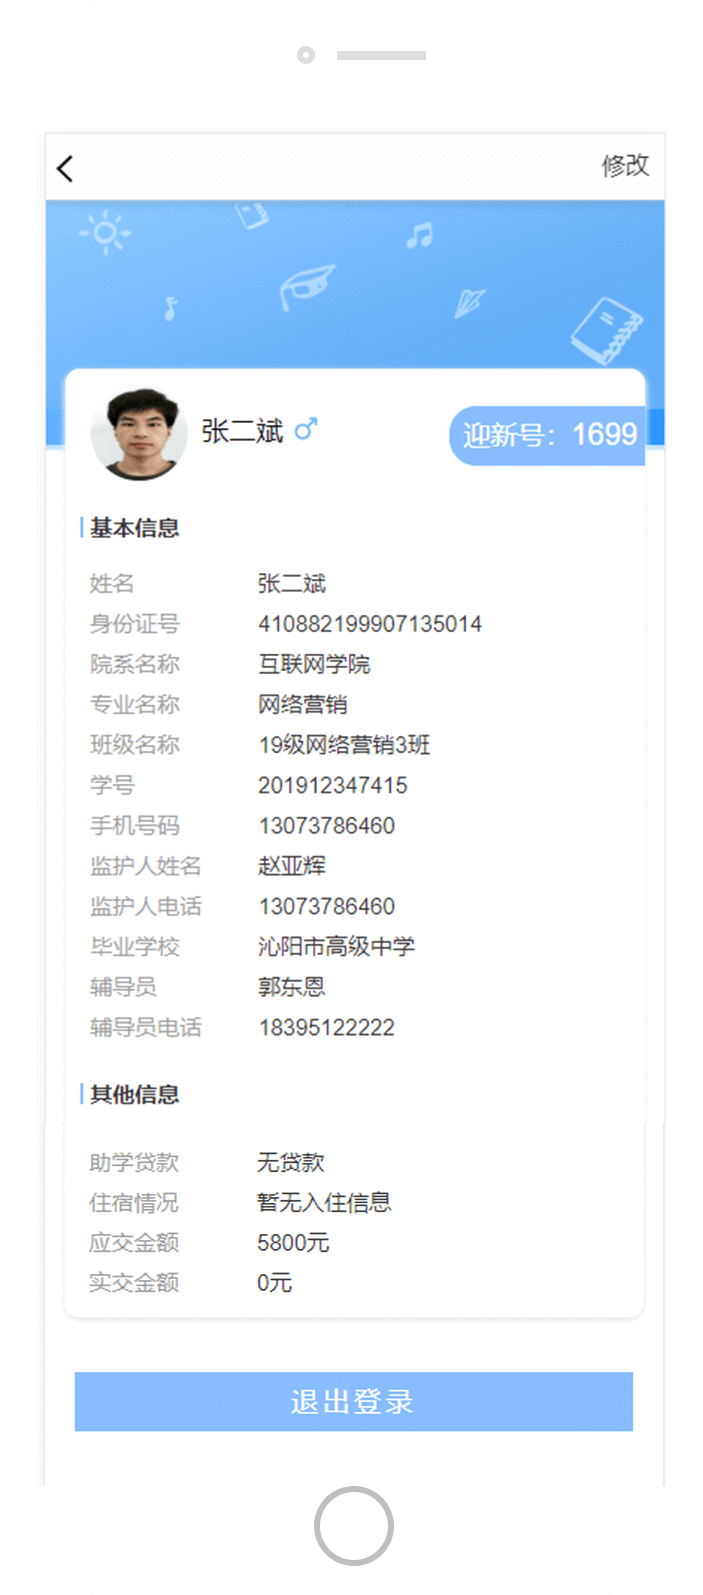 修改
张二斌
迎新号：1699
基本信息
姓名 张二斌
身份证号 410882199907135014
院系名称 互联网学院
专业名称 网络营销
班级名称 19级网络营销3班
学号 201912347415
手机号码 13073786460
监护人姓名 赵亚辉
监护人电话 13073786460
毕业学校 沁阳市高级中学
辅导员 郭东恩
辅导员电话 18395122222
其他信息
助学贷款 无贷款
住宿情况 暂无入住信息
应交金额 5800元
实交金额 0元
退出登录